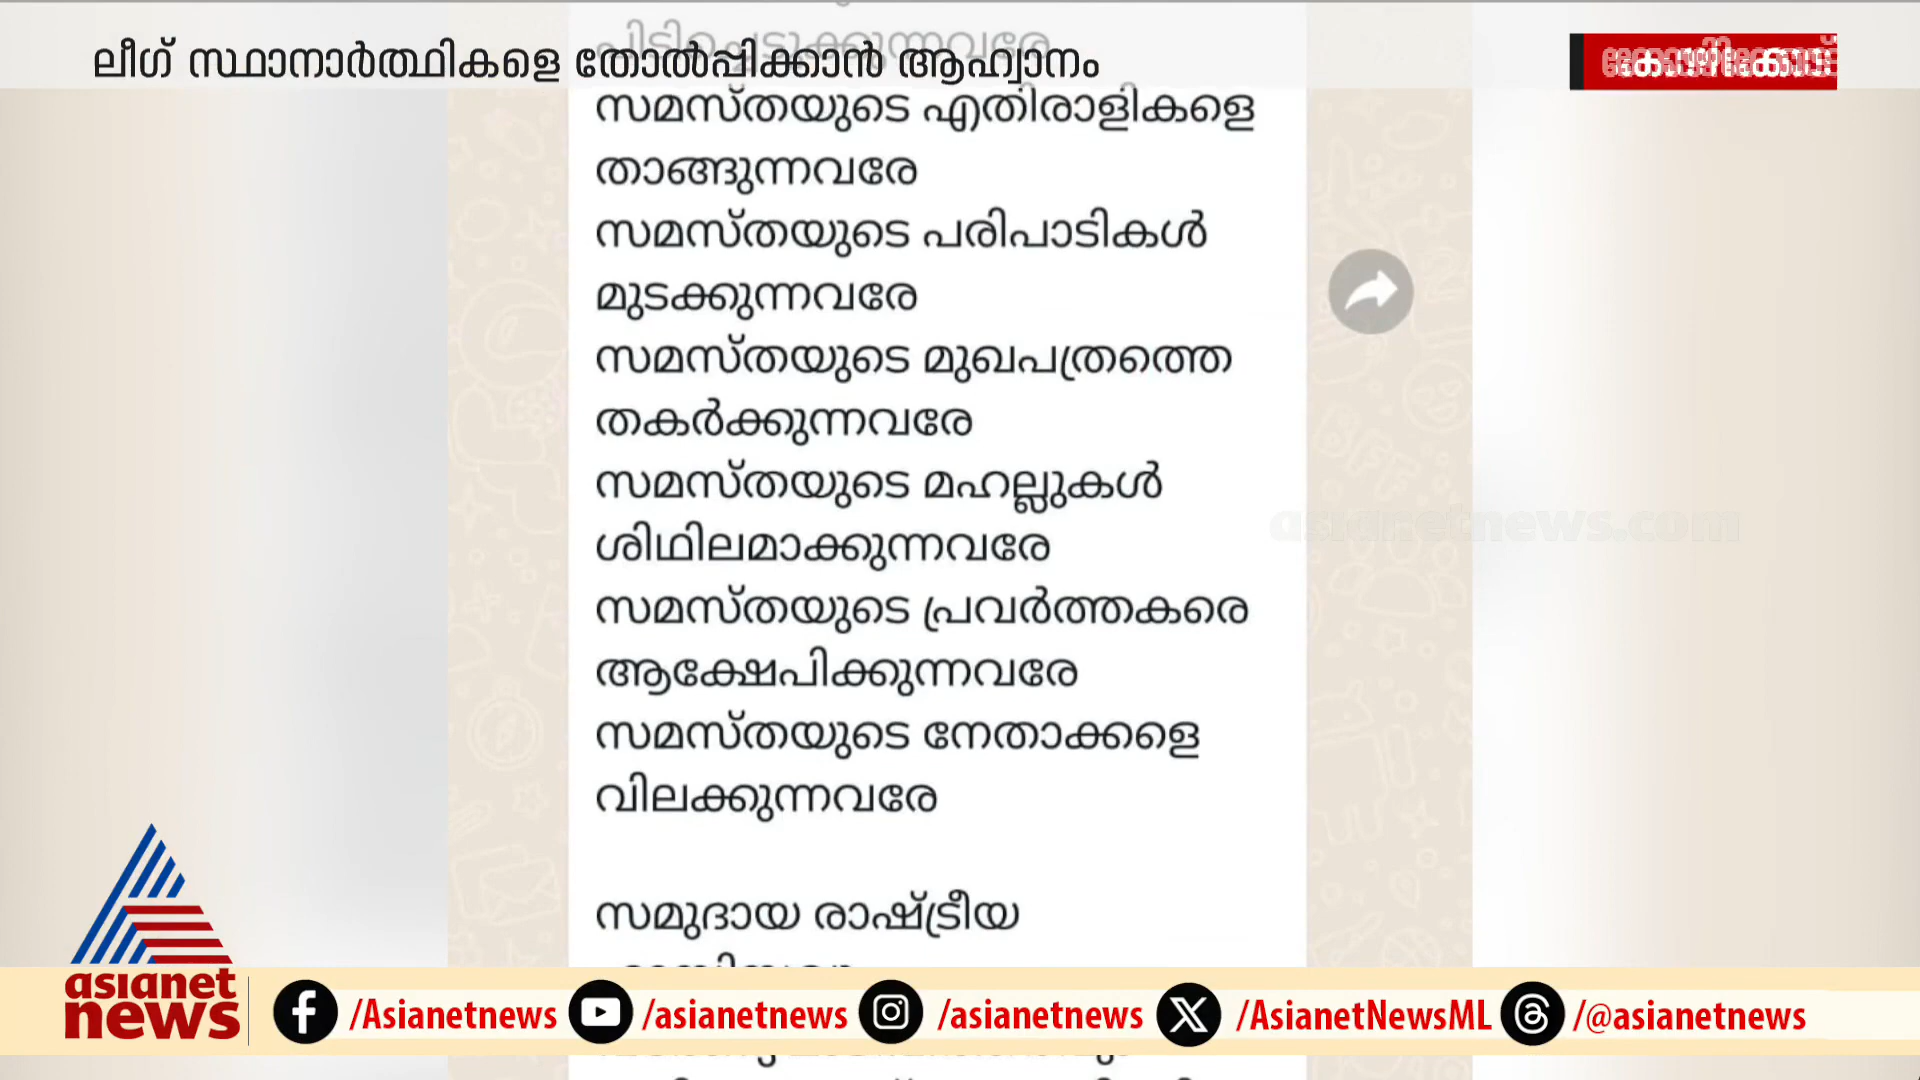 ലീഗ് സ്ഥാനാർത്ഥികളെ തോൽപ്പിക്കാൻ ആഹ്വാനം
സമസ്തയുടെ എതിരാളികളെ
താങ്ങുന്നവരേ
സമസ്തയുടെ പരിപാടികൾ
മുടക്കുന്നവരേ
സമസ്തയുടെ മുഖപത്രത്തെ
തകർക്കുന്നവരേ
സമസ്തയുടെ മഹല്ലുകൾ
ശിഥിലമാക്കുന്നവരേ
സമസ്തയുടെ പ്രവർത്തകരെ
ആക്ഷേപിക്കുന്നവരേ
സമസ്തയുടെ നേതാക്കളെ
വിലക്കുന്നവരേ
സമുദായ രാഷ്ട്രീയ
asianetnews.com
asianet
news
/Asianetnews
/asianetnews
/asianetnews
/AsianetNewsML
/@asianetnews